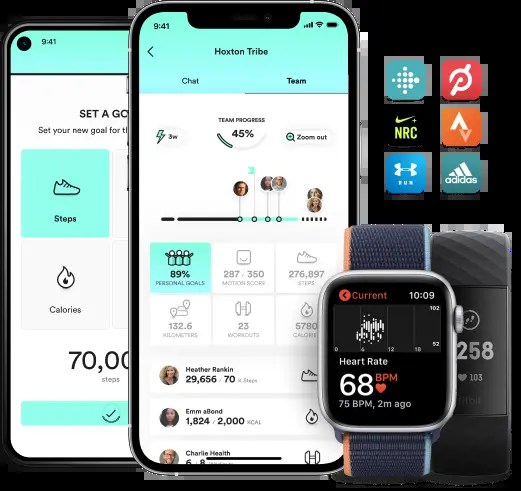 9:41
SET A GO
Set your new goal for th
Steps
Calories
70,00
steps
9:41
Hoxton Tribe
Chat
Team
TEAM PROGRESS
3w
45%
Zoom out
89%
PERSONAL GOALS
287 / 350
MOTION SCORE
276,897
STEPS
132.6
KILOMETERS
23
WORKOUTS
5780
CALORIE
Heather Rankin
29,656 / 70 K Steps
Emm aBond
1,824 / 2,000 KCAL
Charlie Health
NRC
RUN
adidas
Current
10:09
102
52
0 6 12 18
Heart Rate
68 BPM
75 BPM, 2m ago
258
103